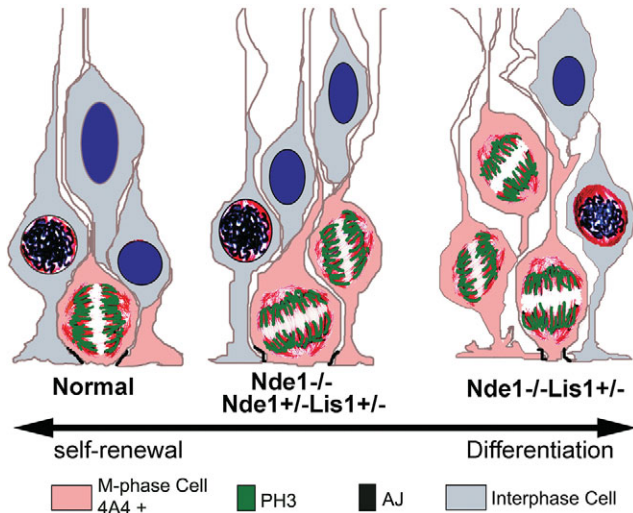 Normal
Nde1-/-
Nde1+/-Lis1+/-
Nde1-/-Lis1+/-
self-renewal
Differentiation
M-phase Cell
4A4 +
PH3
AJ
Interphase Cell